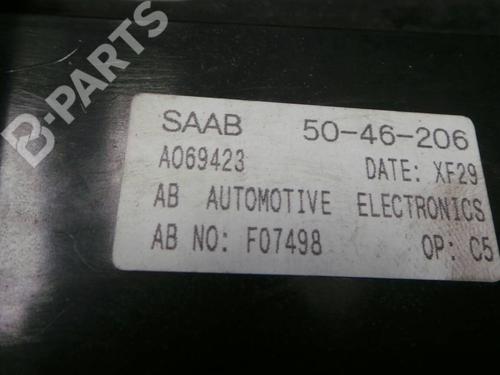 B-PARTS
SAAB 50-46-206
A069423 DATE: XF29
AB AUTOMOTIVE ELECTRONICS
AB NO: F07498 OP: C5